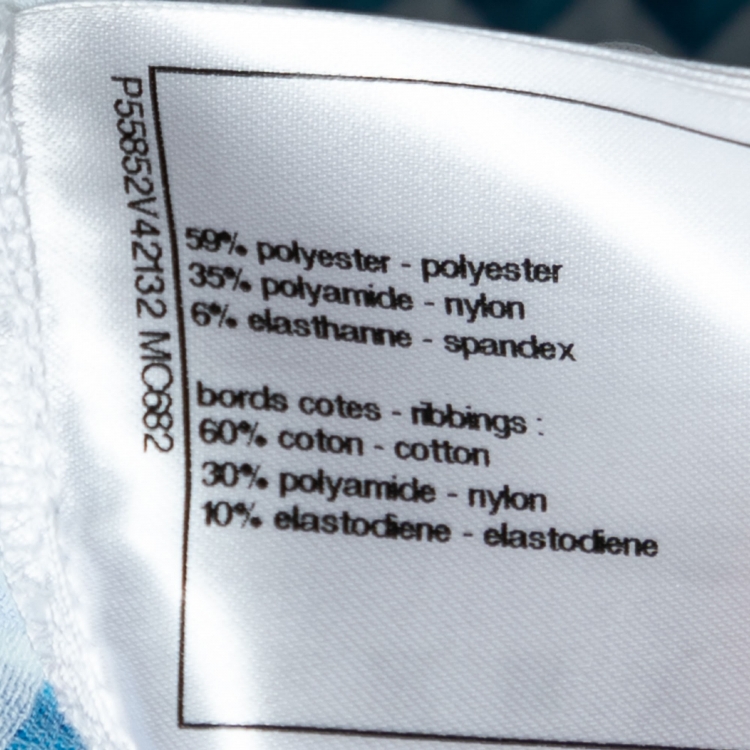 P55852V42132 MC682
59% polyester - polyester
35% polyamide - nylon
6% elasthanne - spandex
bords cotes - ribbings :
60% coton - cotton
30% polyamide - nylon
10% elastodiene - elastodiene